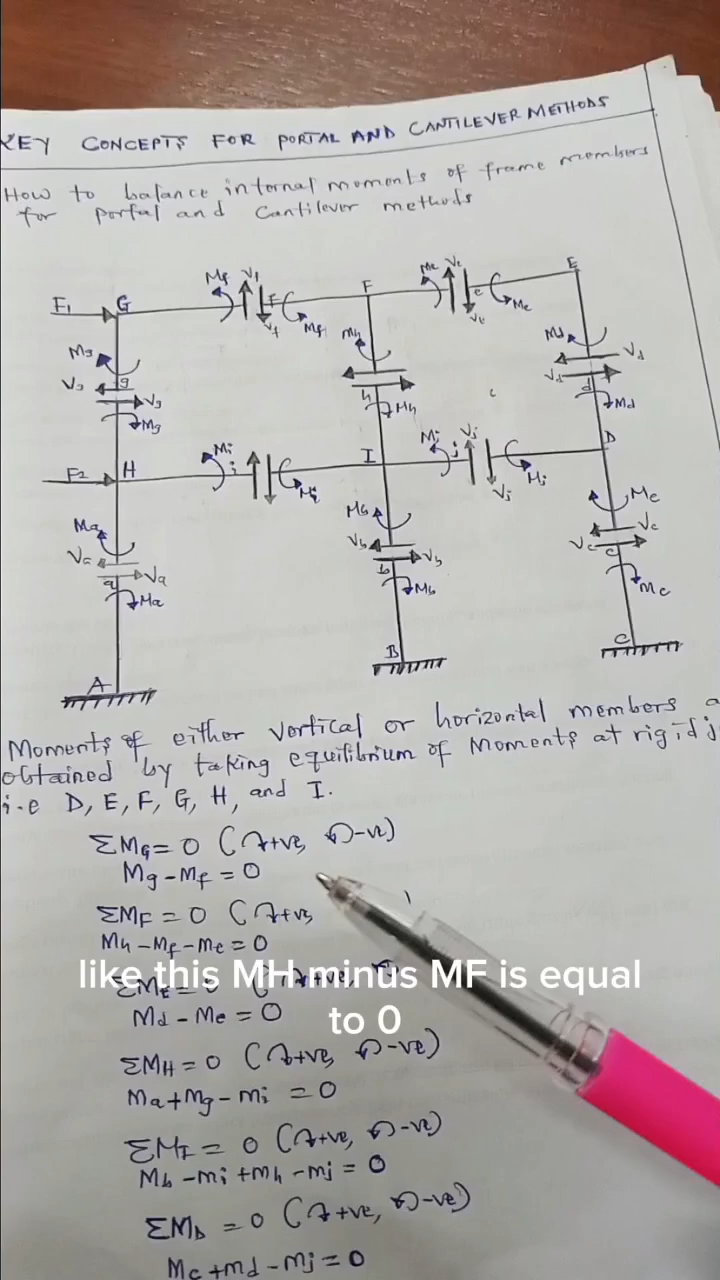 KEY CONCEPTS FOR PORTAL AND CANTILEVER METHODS
How to balance internal moments of frame members
for portal and cantilever methods
F₁ G Mf V₁ F Vf Mf F Me Ve e Ve Me E
Mg Vg g Vg Mg
Mh h Mh
Md Vd Vd d Md
F₂ H Mi i Mi I Mj j Vj Vj Mj D
Ma Va a Va Ma
Mb Vb b Vb Mb
Mc Vc Vc c Mc
A B C
Moments of either vertical or horizontal members
obtained by taking equilibrium of Moments at rigid
i.e D, E, F, G, H, and I.
ΣMG = 0 (↷+ve, ↶-ve)
Mg - Mf = 0
ΣMF = 0 (↷+ve
Mh - Mf - Me = 0
like this MH minus MF is equal
to 0
Md - Me = 0
ΣMH = 0 (↷+ve, ↶-ve)
Ma + Mg - mi = 0
ΣMI = 0 (↷+ve, ↶-ve)
Mb - mi + mh - mj = 0
ΣMD = 0 (↷+ve, ↶-ve)
Mc + md - mj = 0